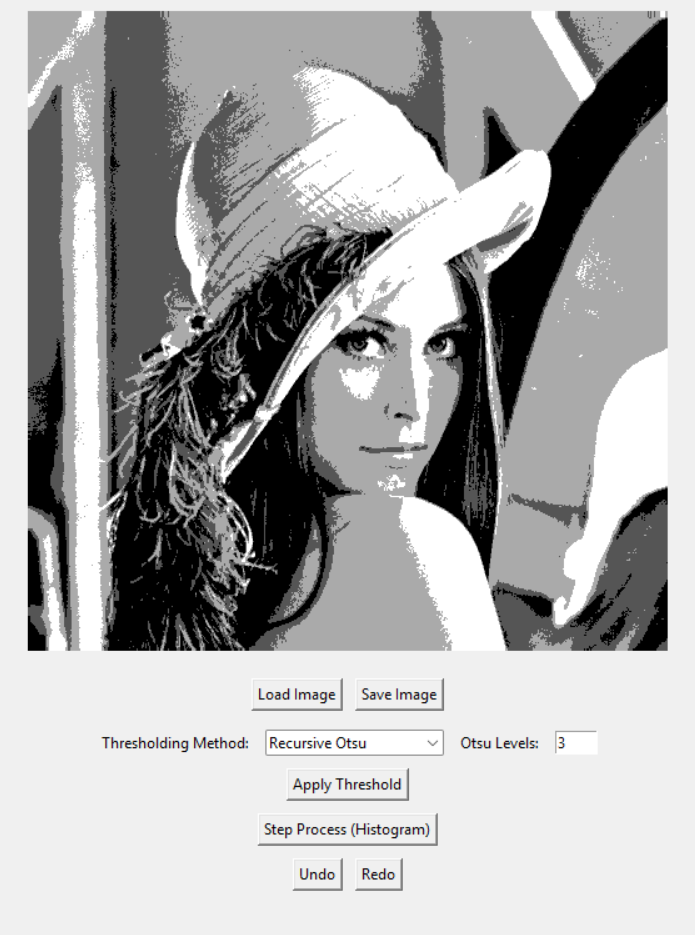 Load Image Save Image
Thresholding Method: Recursive Otsu Otsu Levels: 3
Apply Threshold
Step Process (Histogram)
Undo Redo